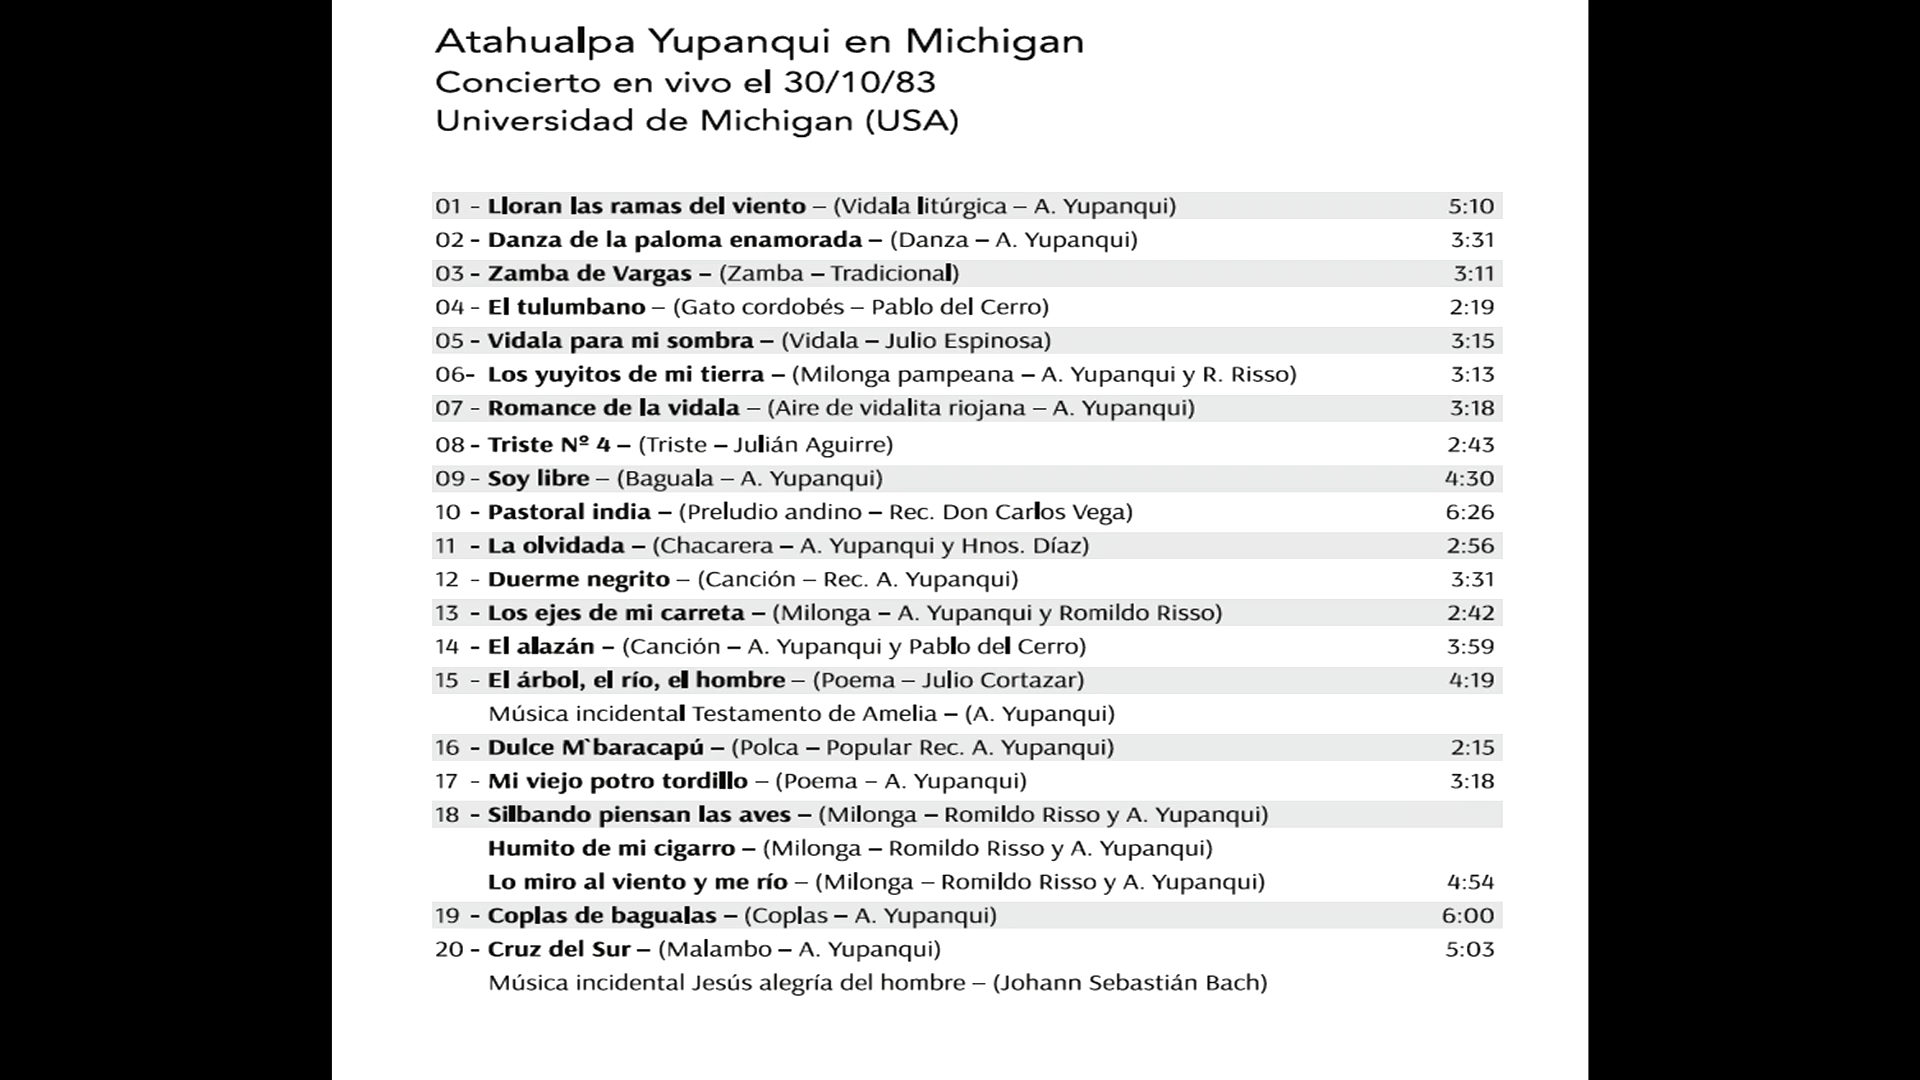 Atahualpa Yupanqui en Michigan
Concierto en vivo el 30/10/83
Universidad de Michigan (USA)
01 - Lloran las ramas del viento – (Vidala litúrgica – A. Yupanqui) 5:10
02 - Danza de la paloma enamorada – (Danza – A. Yupanqui) 3:31
03 - Zamba de Vargas – (Zamba – Tradicional) 3:11
04 - El tulumbano – (Gato cordobés – Pablo del Cerro) 2:19
05 - Vidala para mi sombra – (Vidala – Julio Espinosa) 3:15
06- Los yuyitos de mi tierra – (Milonga pampeana – A. Yupanqui y R. Risso) 3:13
07 - Romance de la vidala – (Aire de vidalita riojana – A. Yupanqui) 3:18
08 - Triste Nº 4 – (Triste – Julián Aguirre) 2:43
09 - Soy libre – (Baguala – A. Yupanqui) 4:30
10 - Pastoral india – (Preludio andino – Rec. Don Carlos Vega) 6:26
11 - La olvidada – (Chacarera – A. Yupanqui y Hnos. Díaz) 2:56
12 - Duerme negrito – (Canción – Rec. A. Yupanqui) 3:31
13 - Los ejes de mi carreta – (Milonga – A. Yupanqui y Romildo Risso) 2:42
14 - El alazán – (Canción – A. Yupanqui y Pablo del Cerro) 3:59
15 - El árbol, el río, el hombre – (Poema – Julio Cortazar) 4:19
Música incidental Testamento de Amelia – (A. Yupanqui)
16 - Dulce M`baracapú – (Polca – Popular Rec. A. Yupanqui) 2:15
17 - Mi viejo potro tordillo – (Poema – A. Yupanqui) 3:18
18 - Silbando piensan las aves – (Milonga – Romildo Risso y A. Yupanqui)
Humito de mi cigarro – (Milonga – Romildo Risso y A. Yupanqui)
Lo miro al viento y me río – (Milonga – Romildo Risso y A. Yupanqui) 4:54
19 - Coplas de bagualas – (Coplas – A. Yupanqui) 6:00
20 - Cruz del Sur – (Malambo – A. Yupanqui) 5:03
Música incidental Jesús alegría del hombre – (Johann Sebastián Bach)